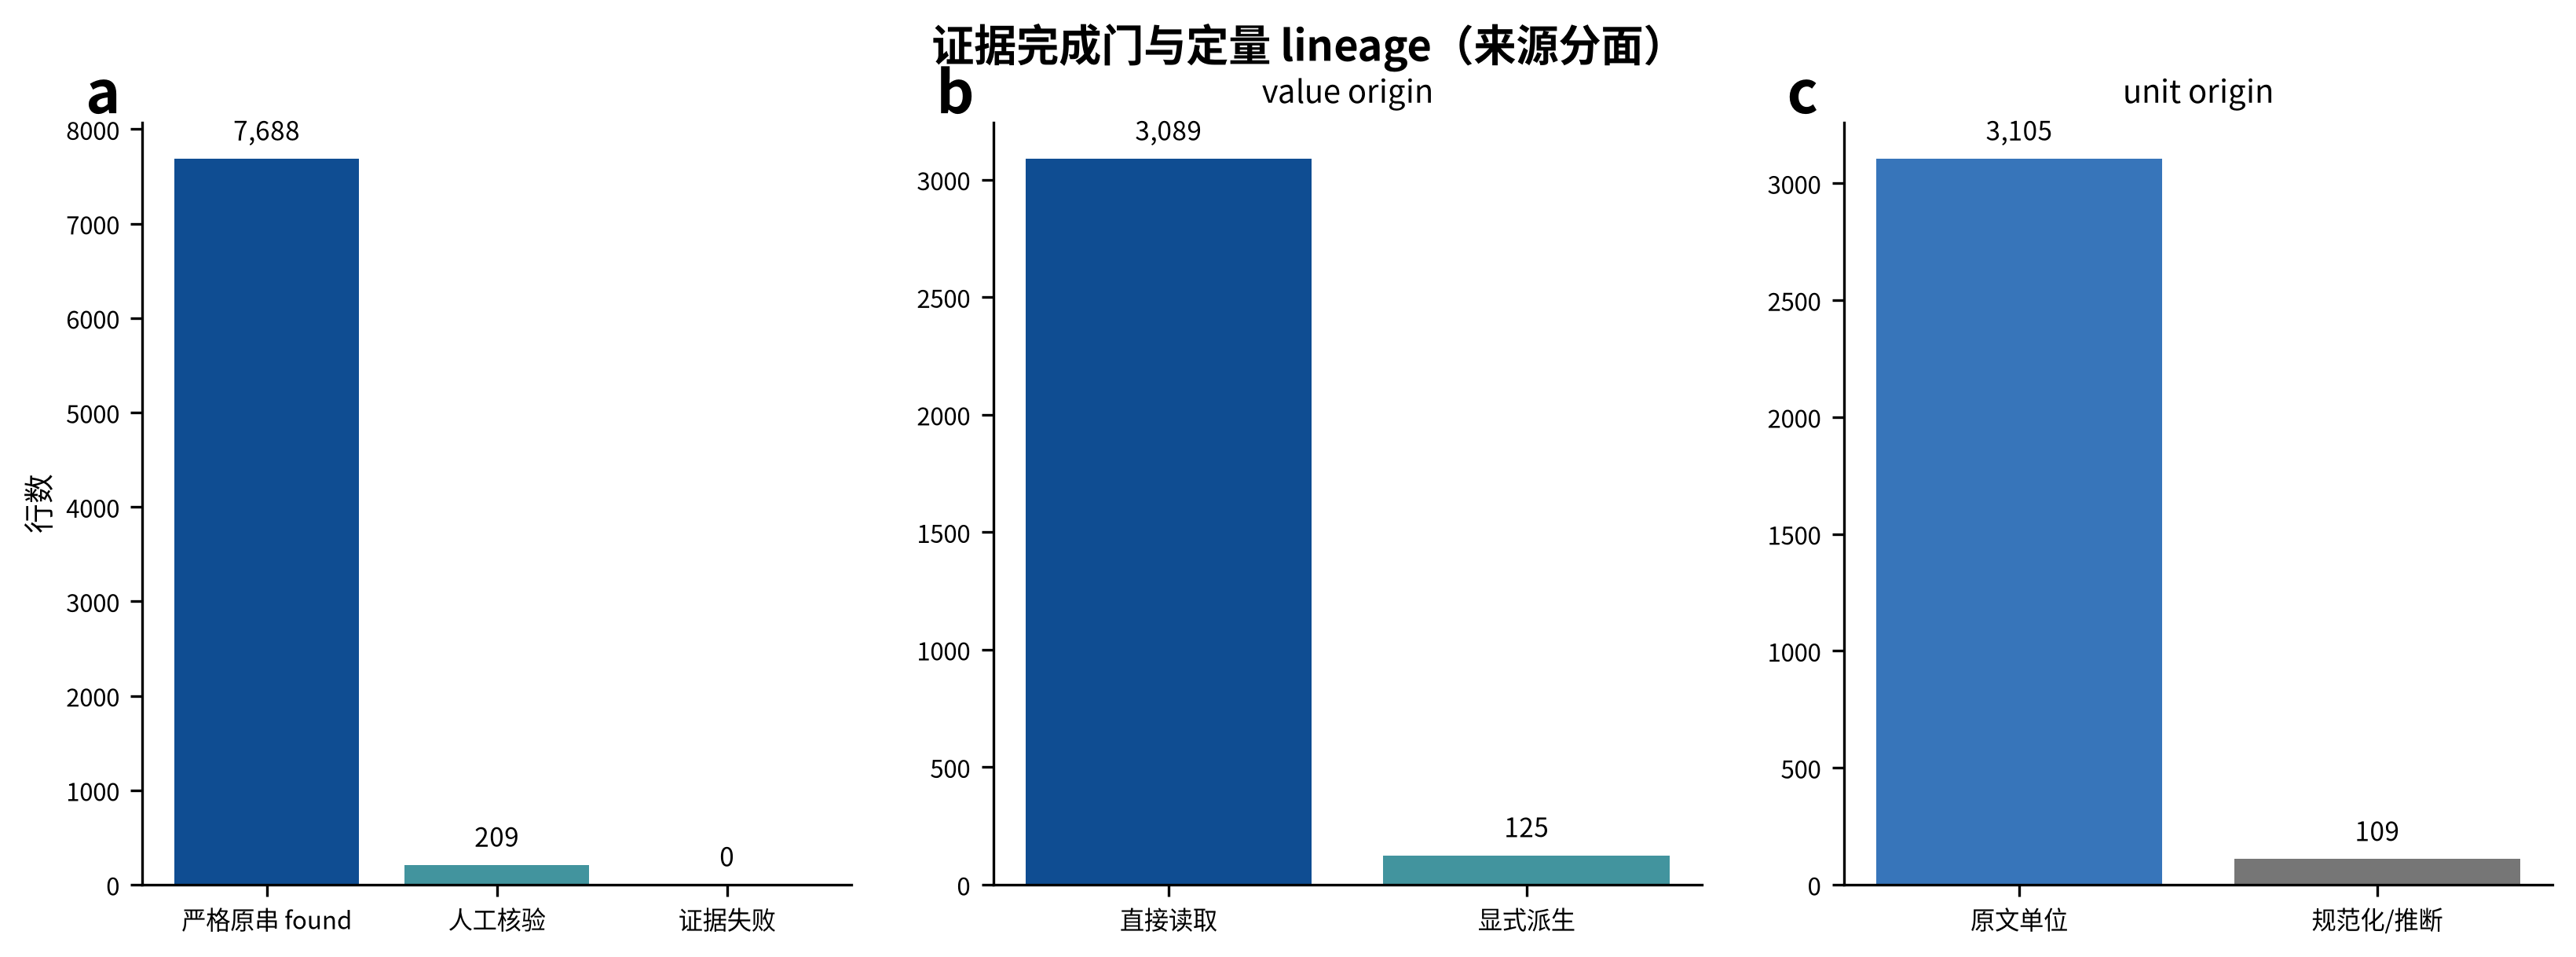 证据完成门与定量 lineage（来源分面）
a
行数
8000
7000
6000
5000
4000
3000
2000
1000
0
7,688
209
0
严格原串 found
人工核验
证据失败
b
value origin
3000
2500
2000
1500
1000
500
0
3,089
125
直接读取
显式派生
c
unit origin
3000
2500
2000
1500
1000
500
0
3,105
109
原文单位
规范化/推断